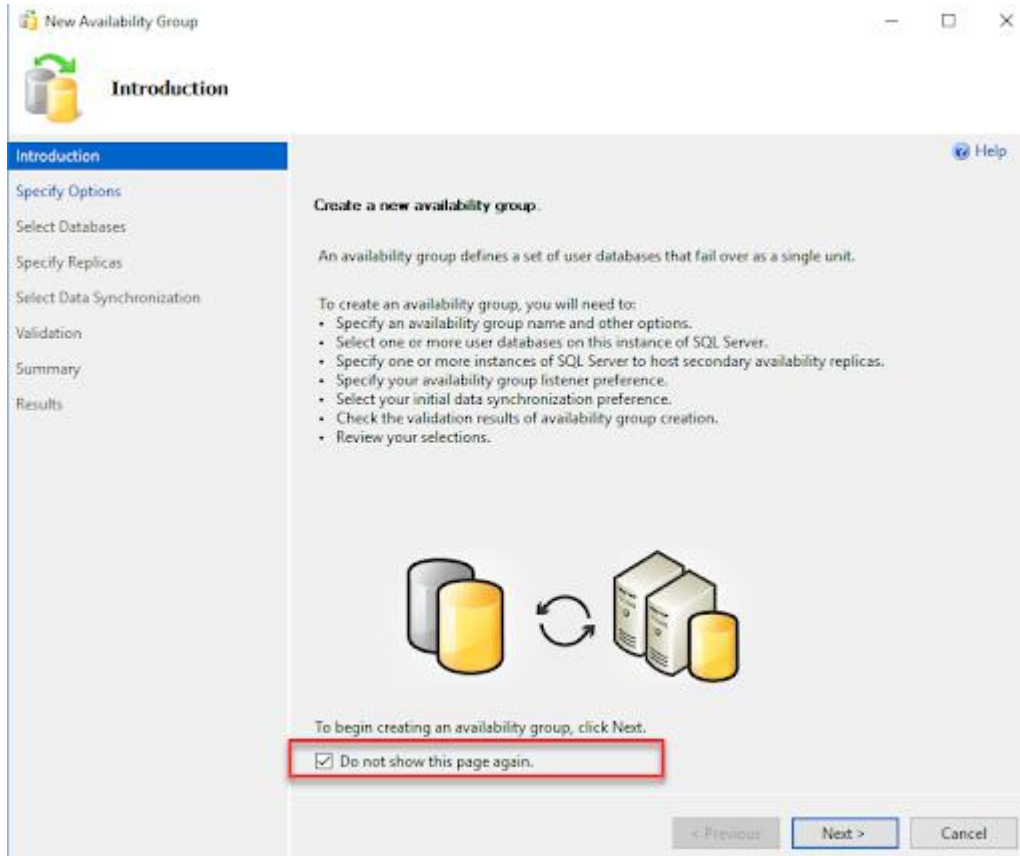 New Availability Group
Introduction
Introduction
Help
Specify Options
Select Databases
Specify Replicas
Select Data Synchronization
Validation
Summary
Results
Create a new availability group.
An availability group defines a set of user databases that fail over as a single unit.
To create an availability group, you will need to:
• Specify an availability group name and other options.
• Select one or more user databases on this instance of SQL Server.
• Specify one or more instances of SQL Server to host secondary availability replicas.
• Specify your availability group listener preference.
• Select your initial data synchronization preference.
• Check the validation results of availability group creation.
• Review your selections.
To begin creating an availability group, click Next.
Do not show this page again.
< Previous
Next >
Cancel